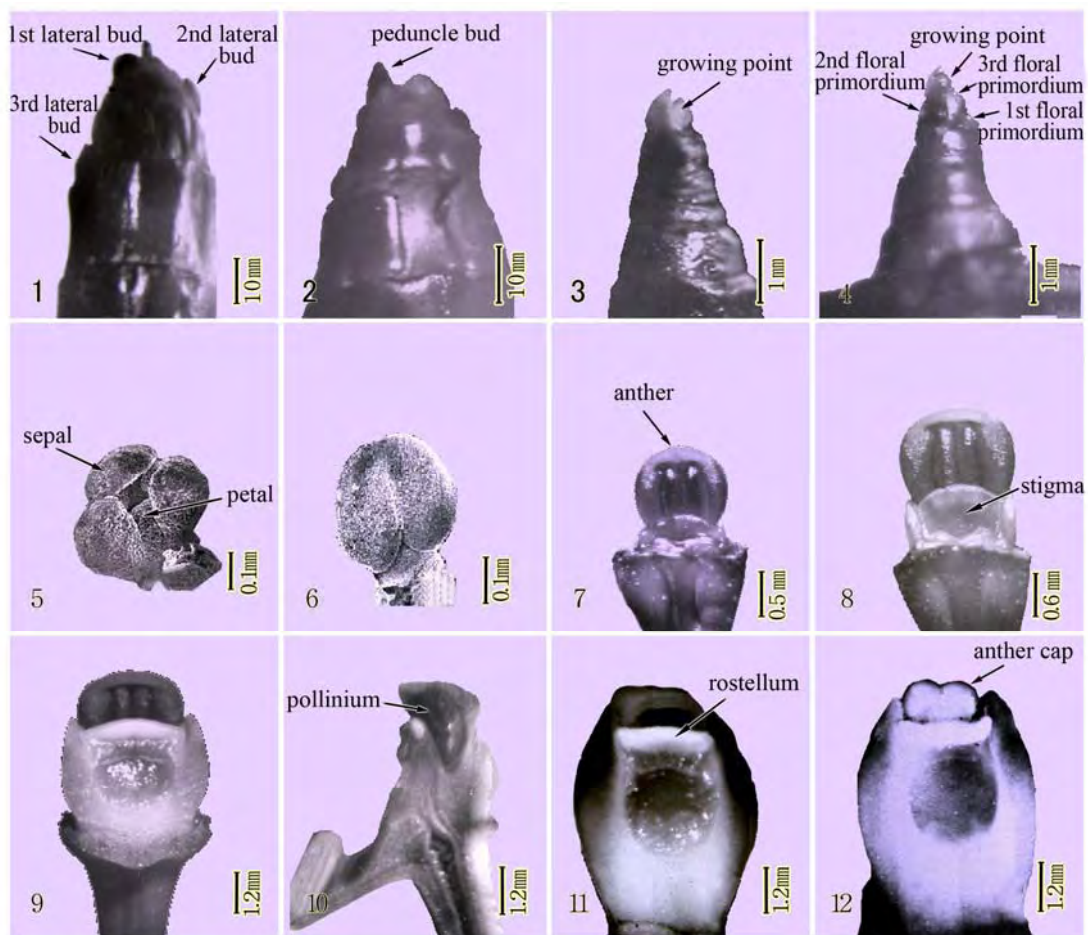 1st lateral bud
2nd lateral
bud
3rd lateral
bud
1
10mm
peduncle bud
2
10mm
growing point
3
1mm
growing point
2nd floral
primordium
3rd floral
primordium
1st floral
primordium
4
1mm
sepal
petal
5
0.1mm
6
0.1mm
anther
7
0.5mm
stigma
8
0.6mm
9
1.2mm
pollinium
10
1.2mm
rostellum
11
1.2mm
anther cap
12
1.2mm